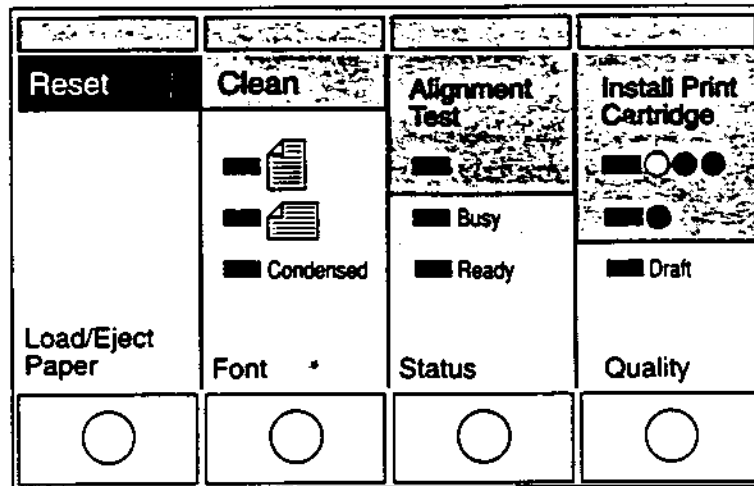 Reset
Clean
Alignment
Test
Install Print
Cartridge
Busy
Condensed
Ready
Draft
Load/Eject
Paper
Font
Status
Quality